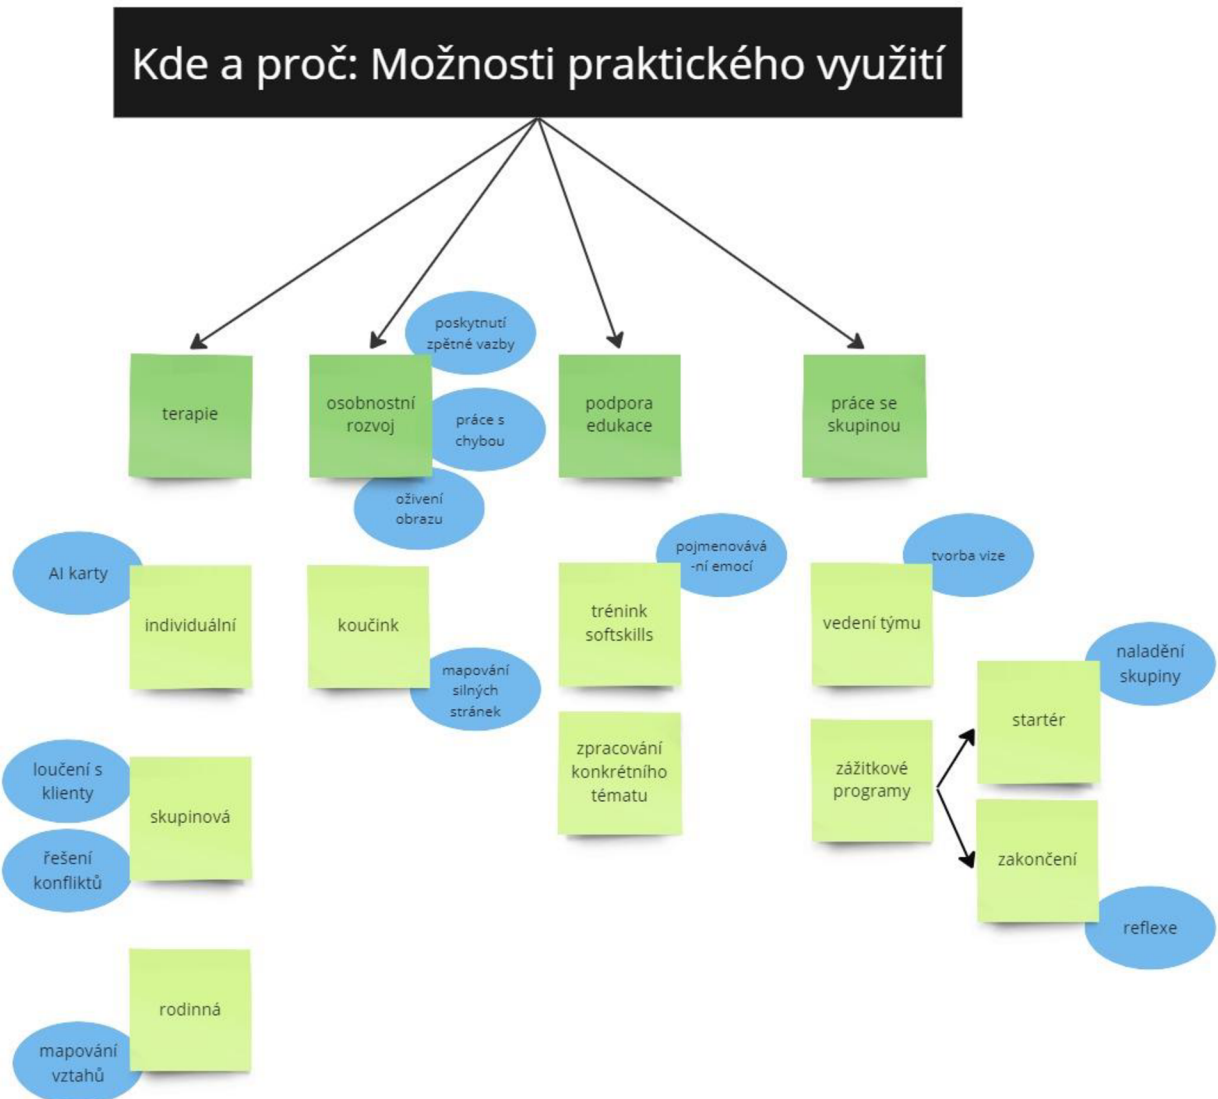 Kde a proč: Možnosti praktického využití
poskytnutí
zpětné vazby
terapie
osobnostní
rozvoj
práce s
chybou
podpora
edukace
práce se
skupinou
oživení
obrazu
AI karty
individuální
koučink
mapování
silných
stránek
pojmenovává
-ní emocí
trénink
softskills
tvorba vize
vedení týmu
naladění
skupiny
startér
zpracování
konkrétního
tématu
zážitkové
programy
loučení s
klienty
skupinová
řešení
konfliktů
zakončení
reflexe
rodinná
mapování
vztahů